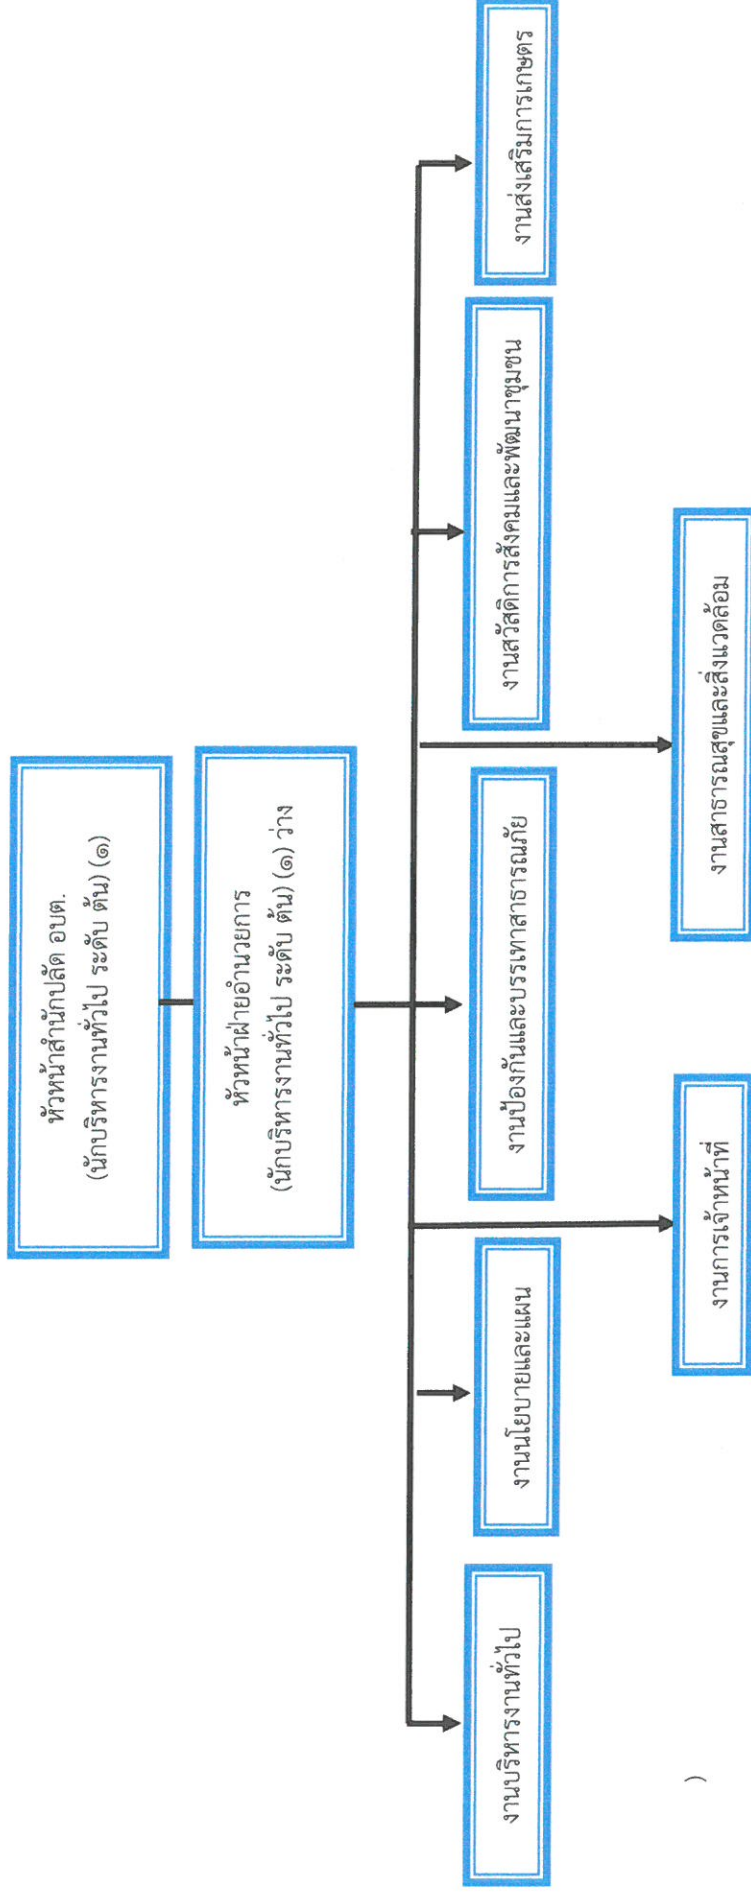 หัวหน้าสำนักปลัด อบต.
(นักบริหารงานทั่วไป ระดับ ต้น) (๑)
หัวหน้าฝ่ายอำนวยการ
(นักบริหารงานทั่วไป ระดับ ต้น) (๑) ว่าง
งานบริหารงานทั่วไป
งานนโยบายและแผน
งานป้องกันและบรรเทาสาธารณภัย
งานสวัสดิการสังคมและพัฒนาชุมชน
งานส่งเสริมการเกษตร
งานการเจ้าหน้าที่
งานสาธารณสุขและสิ่งแวดล้อม
)